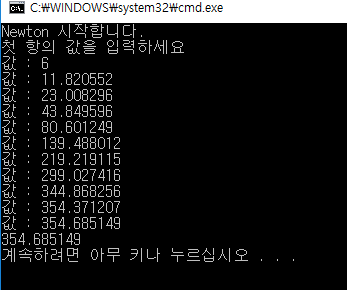 C:₩WINDOWS₩system32₩cmd.exe
Newton 시작합니다.
첫 항의 값을 입력하세요
값 : 6
값 : 11.820552
값 : 23.008296
값 : 43.849596
값 : 80.601249
값 : 139.488012
값 : 219.219115
값 : 299.027416
값 : 344.868256
값 : 354.371207
값 : 354.685149
354.685149
계속하려면 아무 키나 누르십시오 . . .